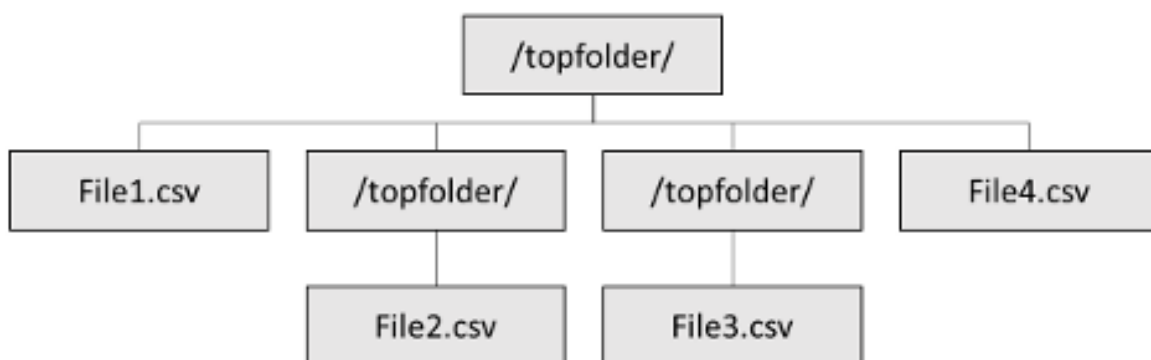 /topfolder/
File1.csv
/topfolder/
/topfolder/
File4.csv
File2.csv
File3.csv